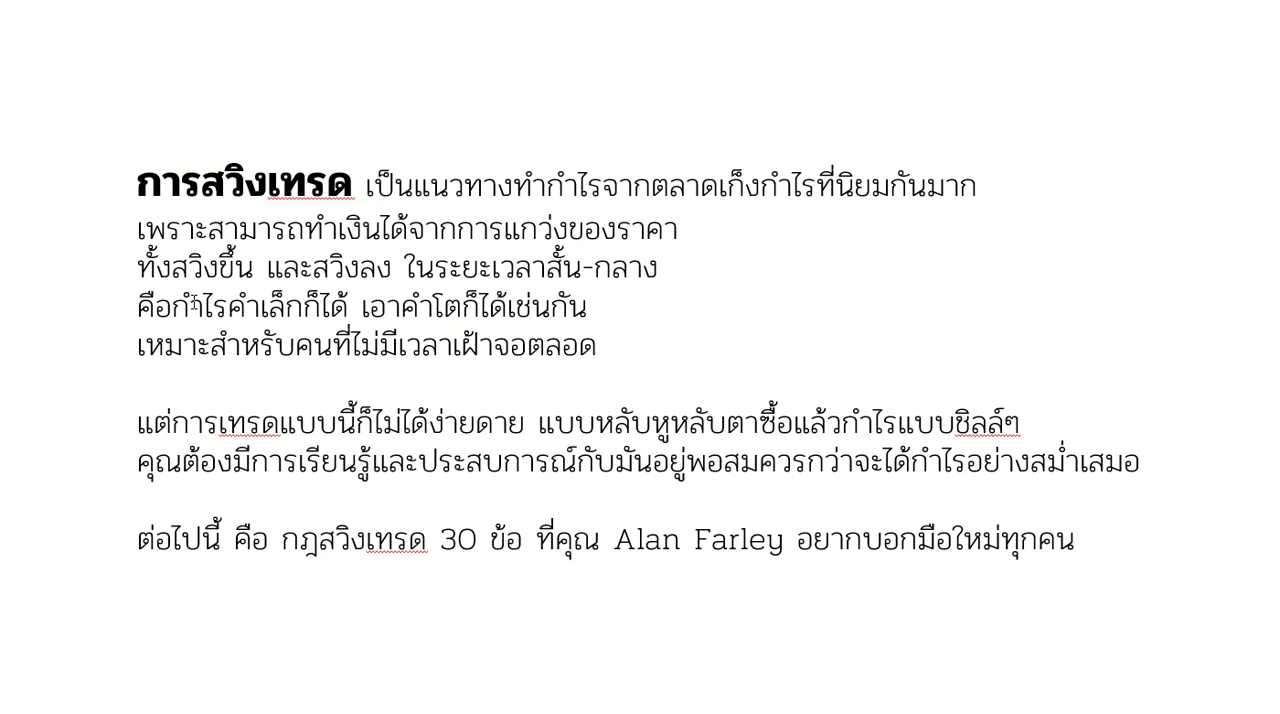 การสวิงเทรด เป็นแนวทางทำกำไรจากตลาดเก็งกำไรที่นิยมกันมาก
เพราะสามารถทำเงินได้จากการแกว่งของราคา
ทั้งสวิงขึ้น และสวิงลง ในระยะเวลาสั้น-กลาง
คือกำไรคำเล็กก็ได้ เอาคำโตก็ได้เช่นกัน
เหมาะสำหรับคนที่ไม่มีเวลาเฝ้าจอตลอด
แต่การเทรดแบบนี้ก็ไม่ได้ง่ายดาย แบบหลับหูหลับตาซื้อแล้วกำไรแบบชิลล์ๆ
คุณต้องมีการเรียนรู้และประสบการณ์กับมันอยู่พอสมควรกว่าจะได้กำไรอย่างสม่ำเสมอ
ต่อไปนี้ คือ กฎสวิงเทรด 30 ข้อ ที่คุณ Alan Farley อยากบอกมือใหม่ทุกคน